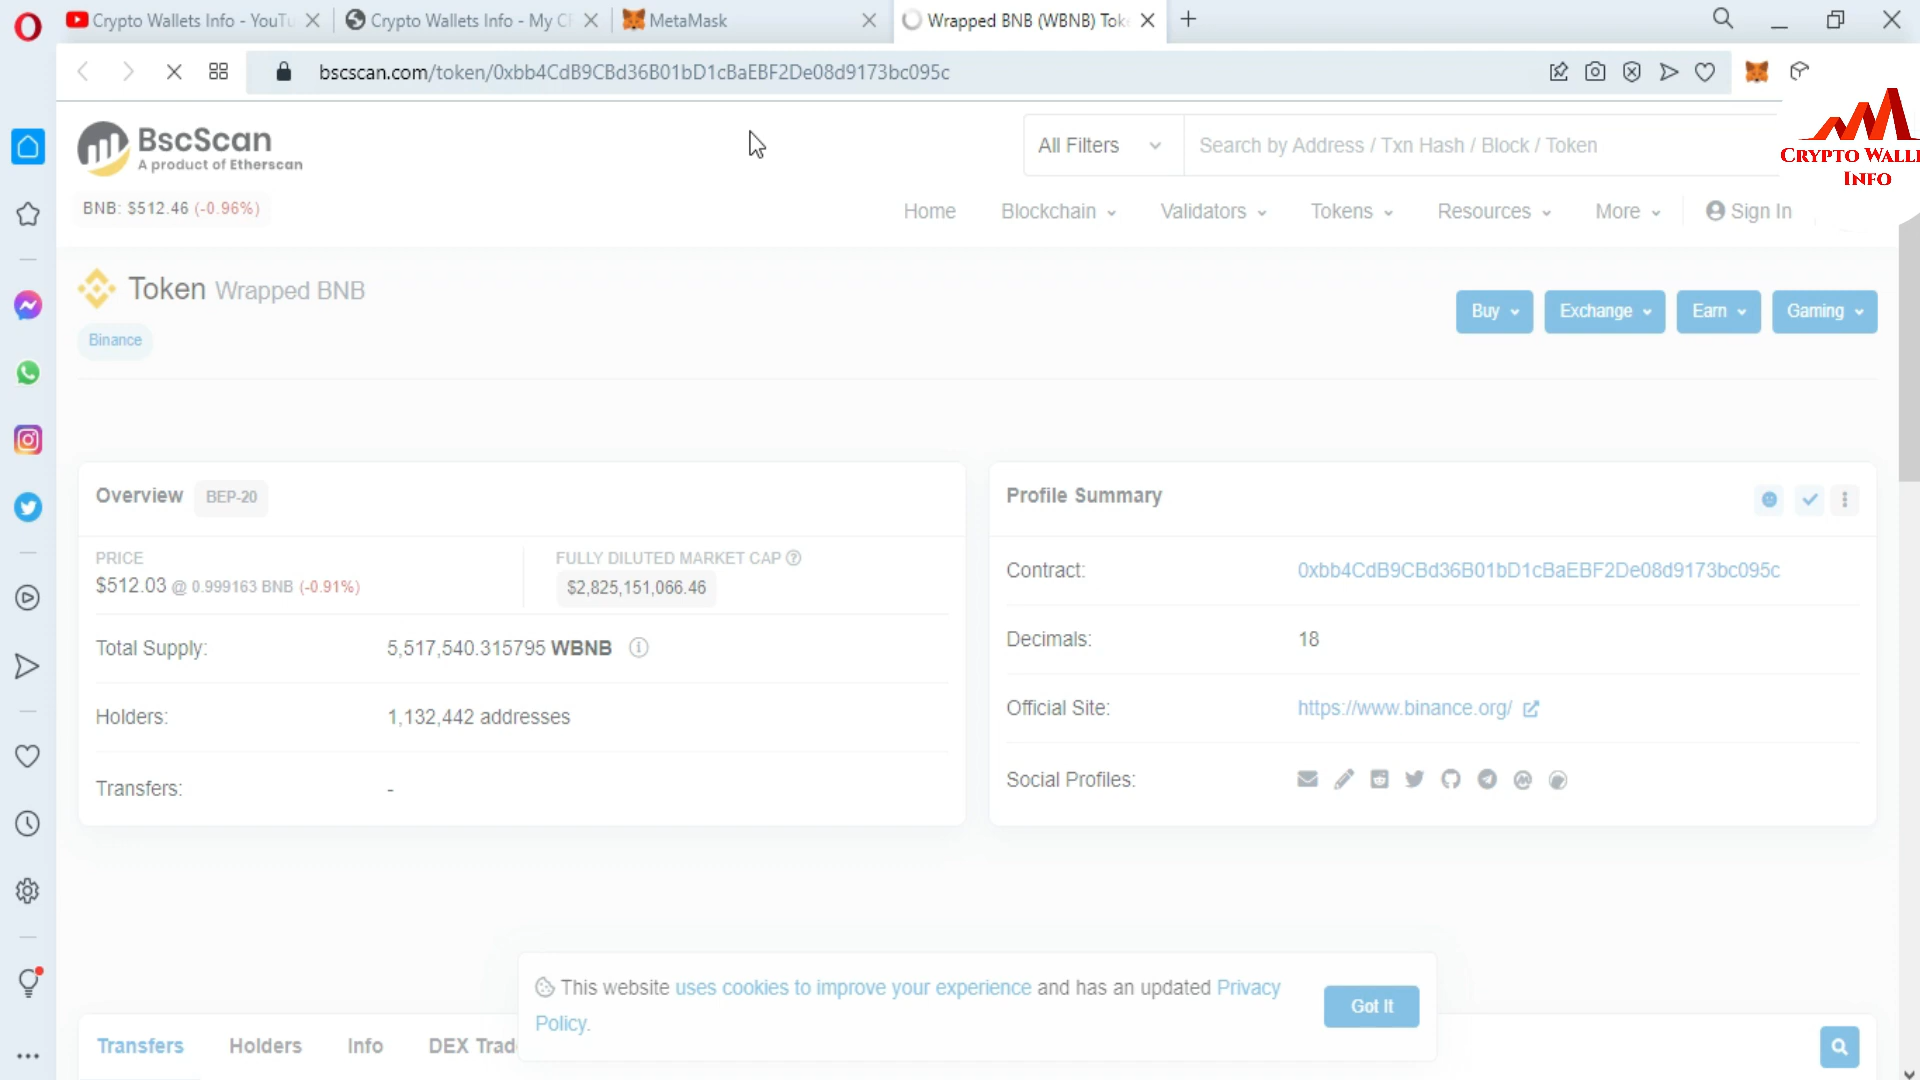 Crypto Wallets Info - YouTu
Crypto Wallets Info - My Cr
MetaMask
Wrapped BNB (WBNB) Tok
bscscan.com/token/0xbb4CdB9CBd36B01bD1cBaEBF2De08d9173bc095c
CRYPTO WALLE
INFO
BscScan
A product of Etherscan
All Filters
Search by Address / Txn Hash / Block / Token
BNB: $512.46 (-0.96%)
Home
Blockchain
Validators
Tokens
Resources
More
Sign In
Token Wrapped BNB
Binance
Buy
Exchange
Earn
Gaming
Overview BEP-20
PRICE
$512.03 @ 0.999163 BNB (-0.91%)
FULLY DILUTED MARKET CAP
$2,825,151,066.46
Total Supply: 5,517,540.315795 WBNB
Holders: 1,132,442 addresses
Transfers: -
Profile Summary
Contract: 0xbb4CdB9CBd36B01bD1cBaEBF2De08d9173bc095c
Decimals: 18
Official Site: https://www.binance.org/
Social Profiles:
This website uses cookies to improve your experience and has an updated Privacy
Policy.
Got It
Transfers
Holders
Info
DEX Trad